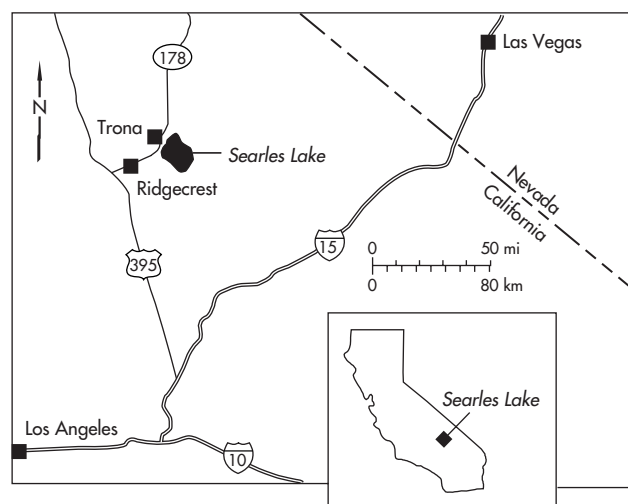 178
Las Vegas
N
Trona
Searles Lake
Ridgecrest
Nevada
California
15
0 50 mi
395
0 80 km
Searles Lake
Los Angeles
10